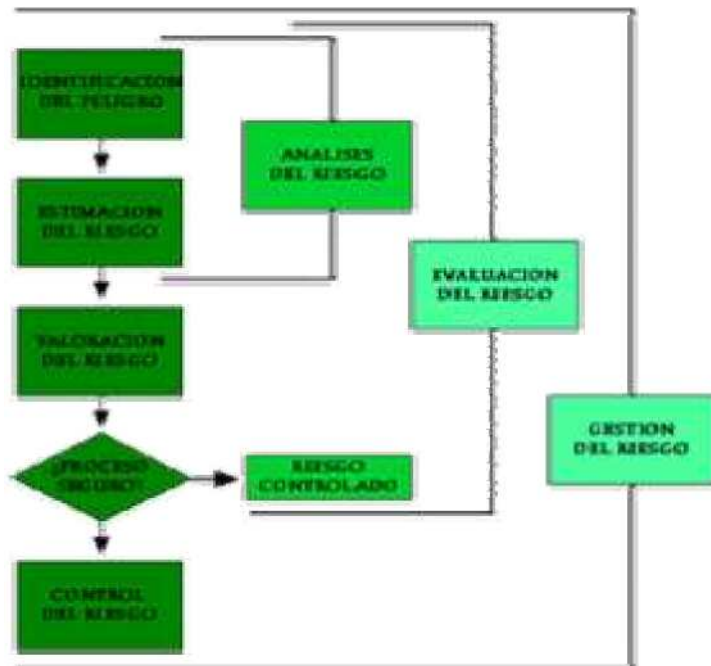 IDENTIFICACION
DEL PELIGRO
ESTIMACION
DEL RIESGO
VALORACION
DEL RIESGO
¿PROCESO
SEGURO?
CONTROL
DEL RIESGO
RIESGO
CONTROLADO
ANALISES
DEL RIESGO
EVALUACION
DEL RIESGO
GESTION
DEL RIESGO